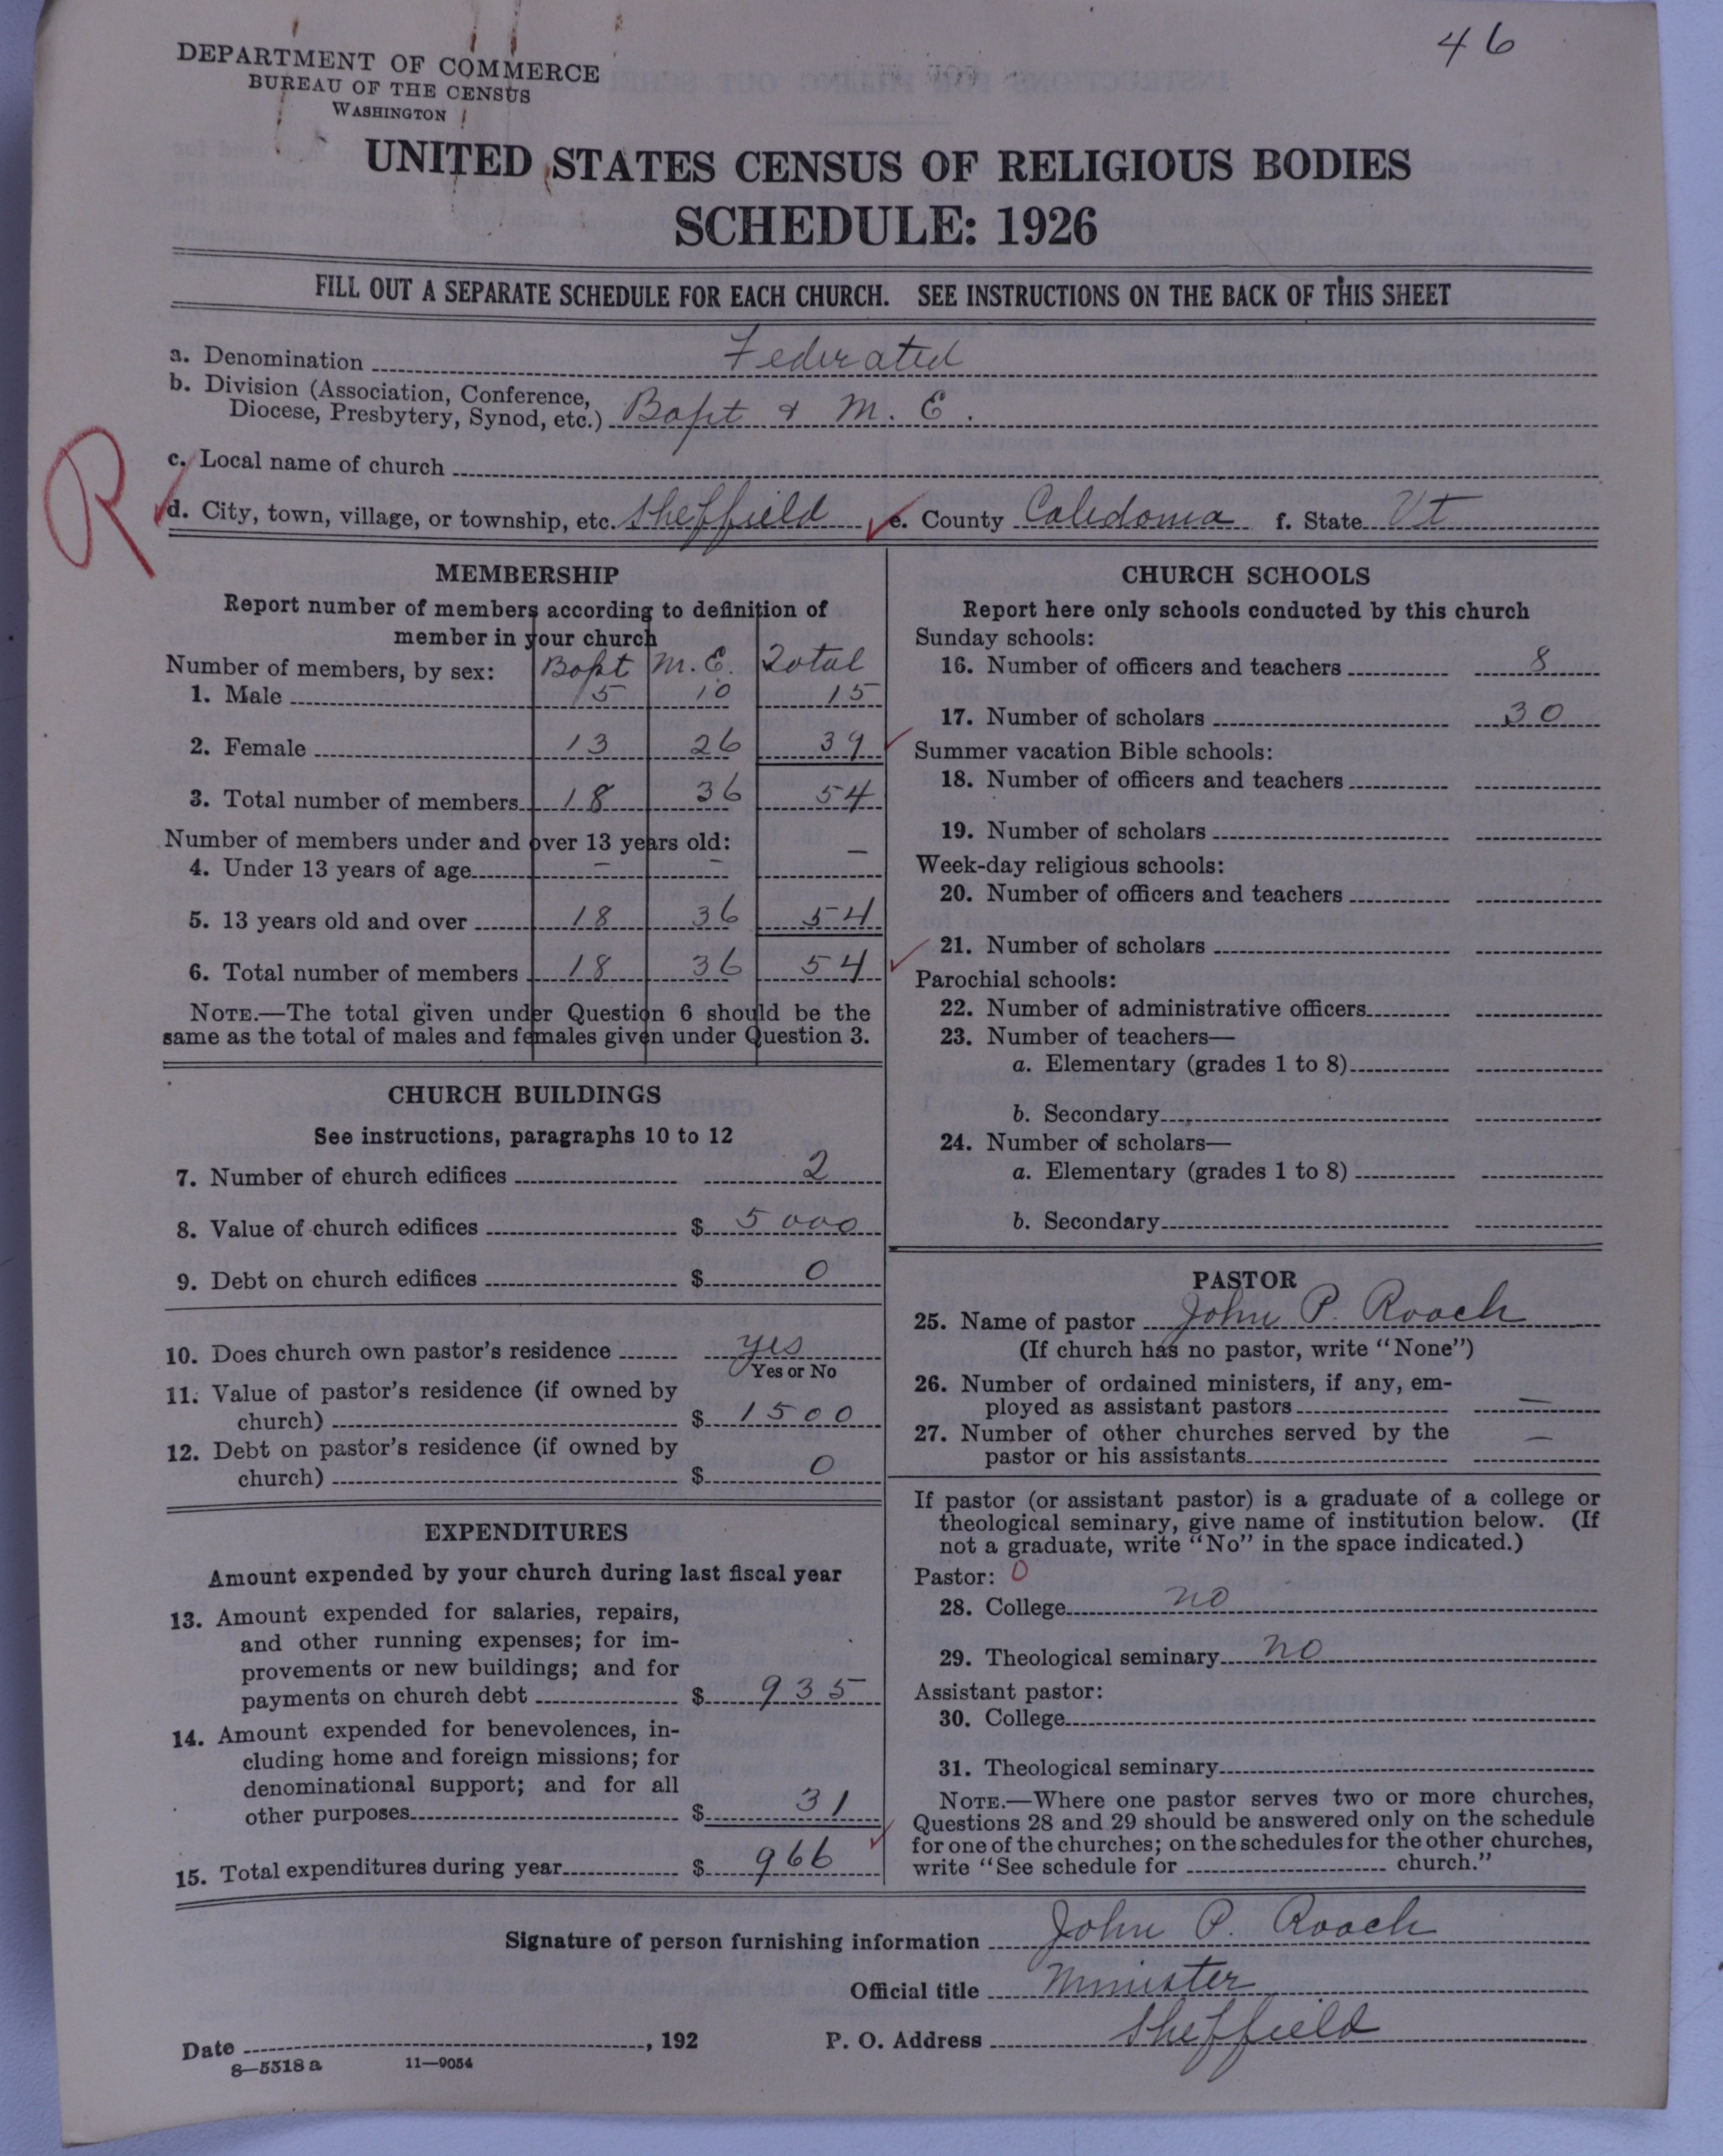 46
DEPARTMENT OF COMMERCE
BUREAU OF THE CENSUS
WASHINGTON
UNITED STATES CENSUS OF RELIGIOUS BODIES
SCHEDULE: 1926
FILL OUT A SEPARATE SCHEDULE FOR EACH CHURCH. SEE INSTRUCTIONS ON THE BACK OF THIS SHEET
a. Denomination Federated
b. Division (Association, Conference,
Diocese, Presbytery, Synod, etc.) Bapt & M. E.
R
c. Local name of church
d. City, town, village, or township, etc. Sheffield e. County Caledonia f. State Vt
MEMBERSHIP
Report number of members according to definition of
member in your church
Number of members, by sex: Bapt M. E. Total
1. Male 5 10 15
2. Female 13 26 39
3. Total number of members 18 36 54
Number of members under and over 13 years old:
4. Under 13 years of age – – –
5. 13 years old and over 18 36 54
6. Total number of members 18 36 54
NOTE.—The total given under Question 6 should be the
same as the total of males and females given under Question 3.
CHURCH BUILDINGS
See instructions, paragraphs 10 to 12
7. Number of church edifices 2
8. Value of church edifices $ 5000
9. Debt on church edifices $ 0
10. Does church own pastor's residence yes
Yes or No
11. Value of pastor's residence (if owned by
church) $ 1500
12. Debt on pastor's residence (if owned by
church) $ 0
EXPENDITURES
Amount expended by your church during last fiscal year
13. Amount expended for salaries, repairs,
and other running expenses; for im-
provements or new buildings; and for
payments on church debt $ 935
14. Amount expended for benevolences, in-
cluding home and foreign missions; for
denominational support; and for all
other purposes $ 31
15. Total expenditures during year $ 966
CHURCH SCHOOLS
Report here only schools conducted by this church
Sunday schools:
16. Number of officers and teachers 8
17. Number of scholars 30
Summer vacation Bible schools:
18. Number of officers and teachers
19. Number of scholars
Week-day religious schools:
20. Number of officers and teachers
21. Number of scholars
Parochial schools:
22. Number of administrative officers
23. Number of teachers—
a. Elementary (grades 1 to 8)
b. Secondary
24. Number of scholars—
a. Elementary (grades 1 to 8)
b. Secondary
PASTOR
25. Name of pastor John P. Roach
(If church has no pastor, write "None")
26. Number of ordained ministers, if any, em-
ployed as assistant pastors —
27. Number of other churches served by the
pastor or his assistants —
If pastor (or assistant pastor) is a graduate of a college or
theological seminary, give name of institution below. (If
not a graduate, write "No" in the space indicated.)
Pastor: 0
28. College no
29. Theological seminary no
Assistant pastor:
30. College
31. Theological seminary
NOTE.—Where one pastor serves two or more churches,
Questions 28 and 29 should be answered only on the schedule
for one of the churches; on the schedules for the other churches,
write "See schedule for church."
Signature of person furnishing information John P. Roach
Official title Minister
Date , 192 P. O. Address Sheffield
8—5518 a 11—9054